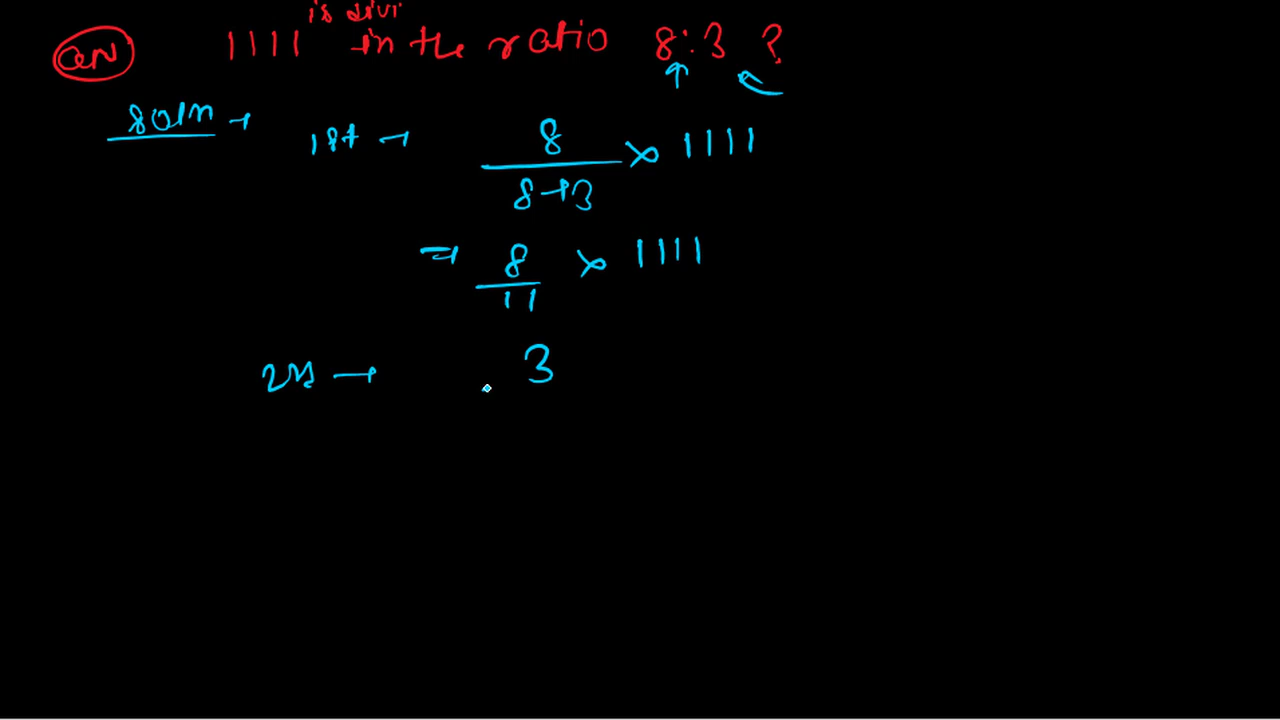 is divi
QN 1111 in the ratio 8:3 ?
Soln → 1st → 8
8+3 × 1111
= 8
11 × 1111
3